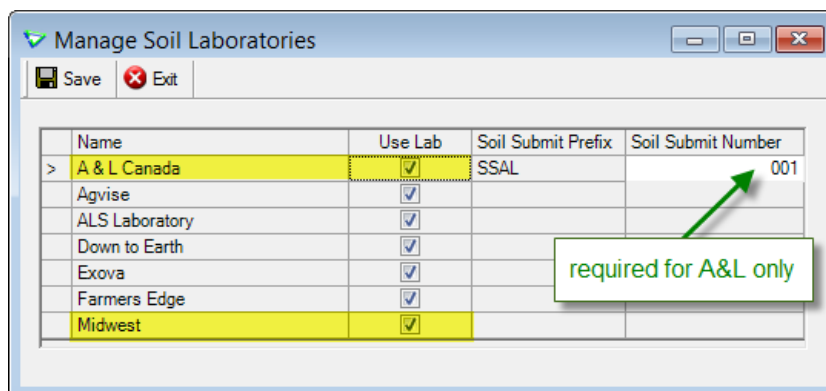 Manage Soil Laboratories
Save Exit
Name Use Lab Soil Submit Prefix Soil Submit Number
> A & L Canada SSAL 001
Agvise
ALS Laboratory
Down to Earth
Exova
required for A&L only
Farmers Edge
Midwest